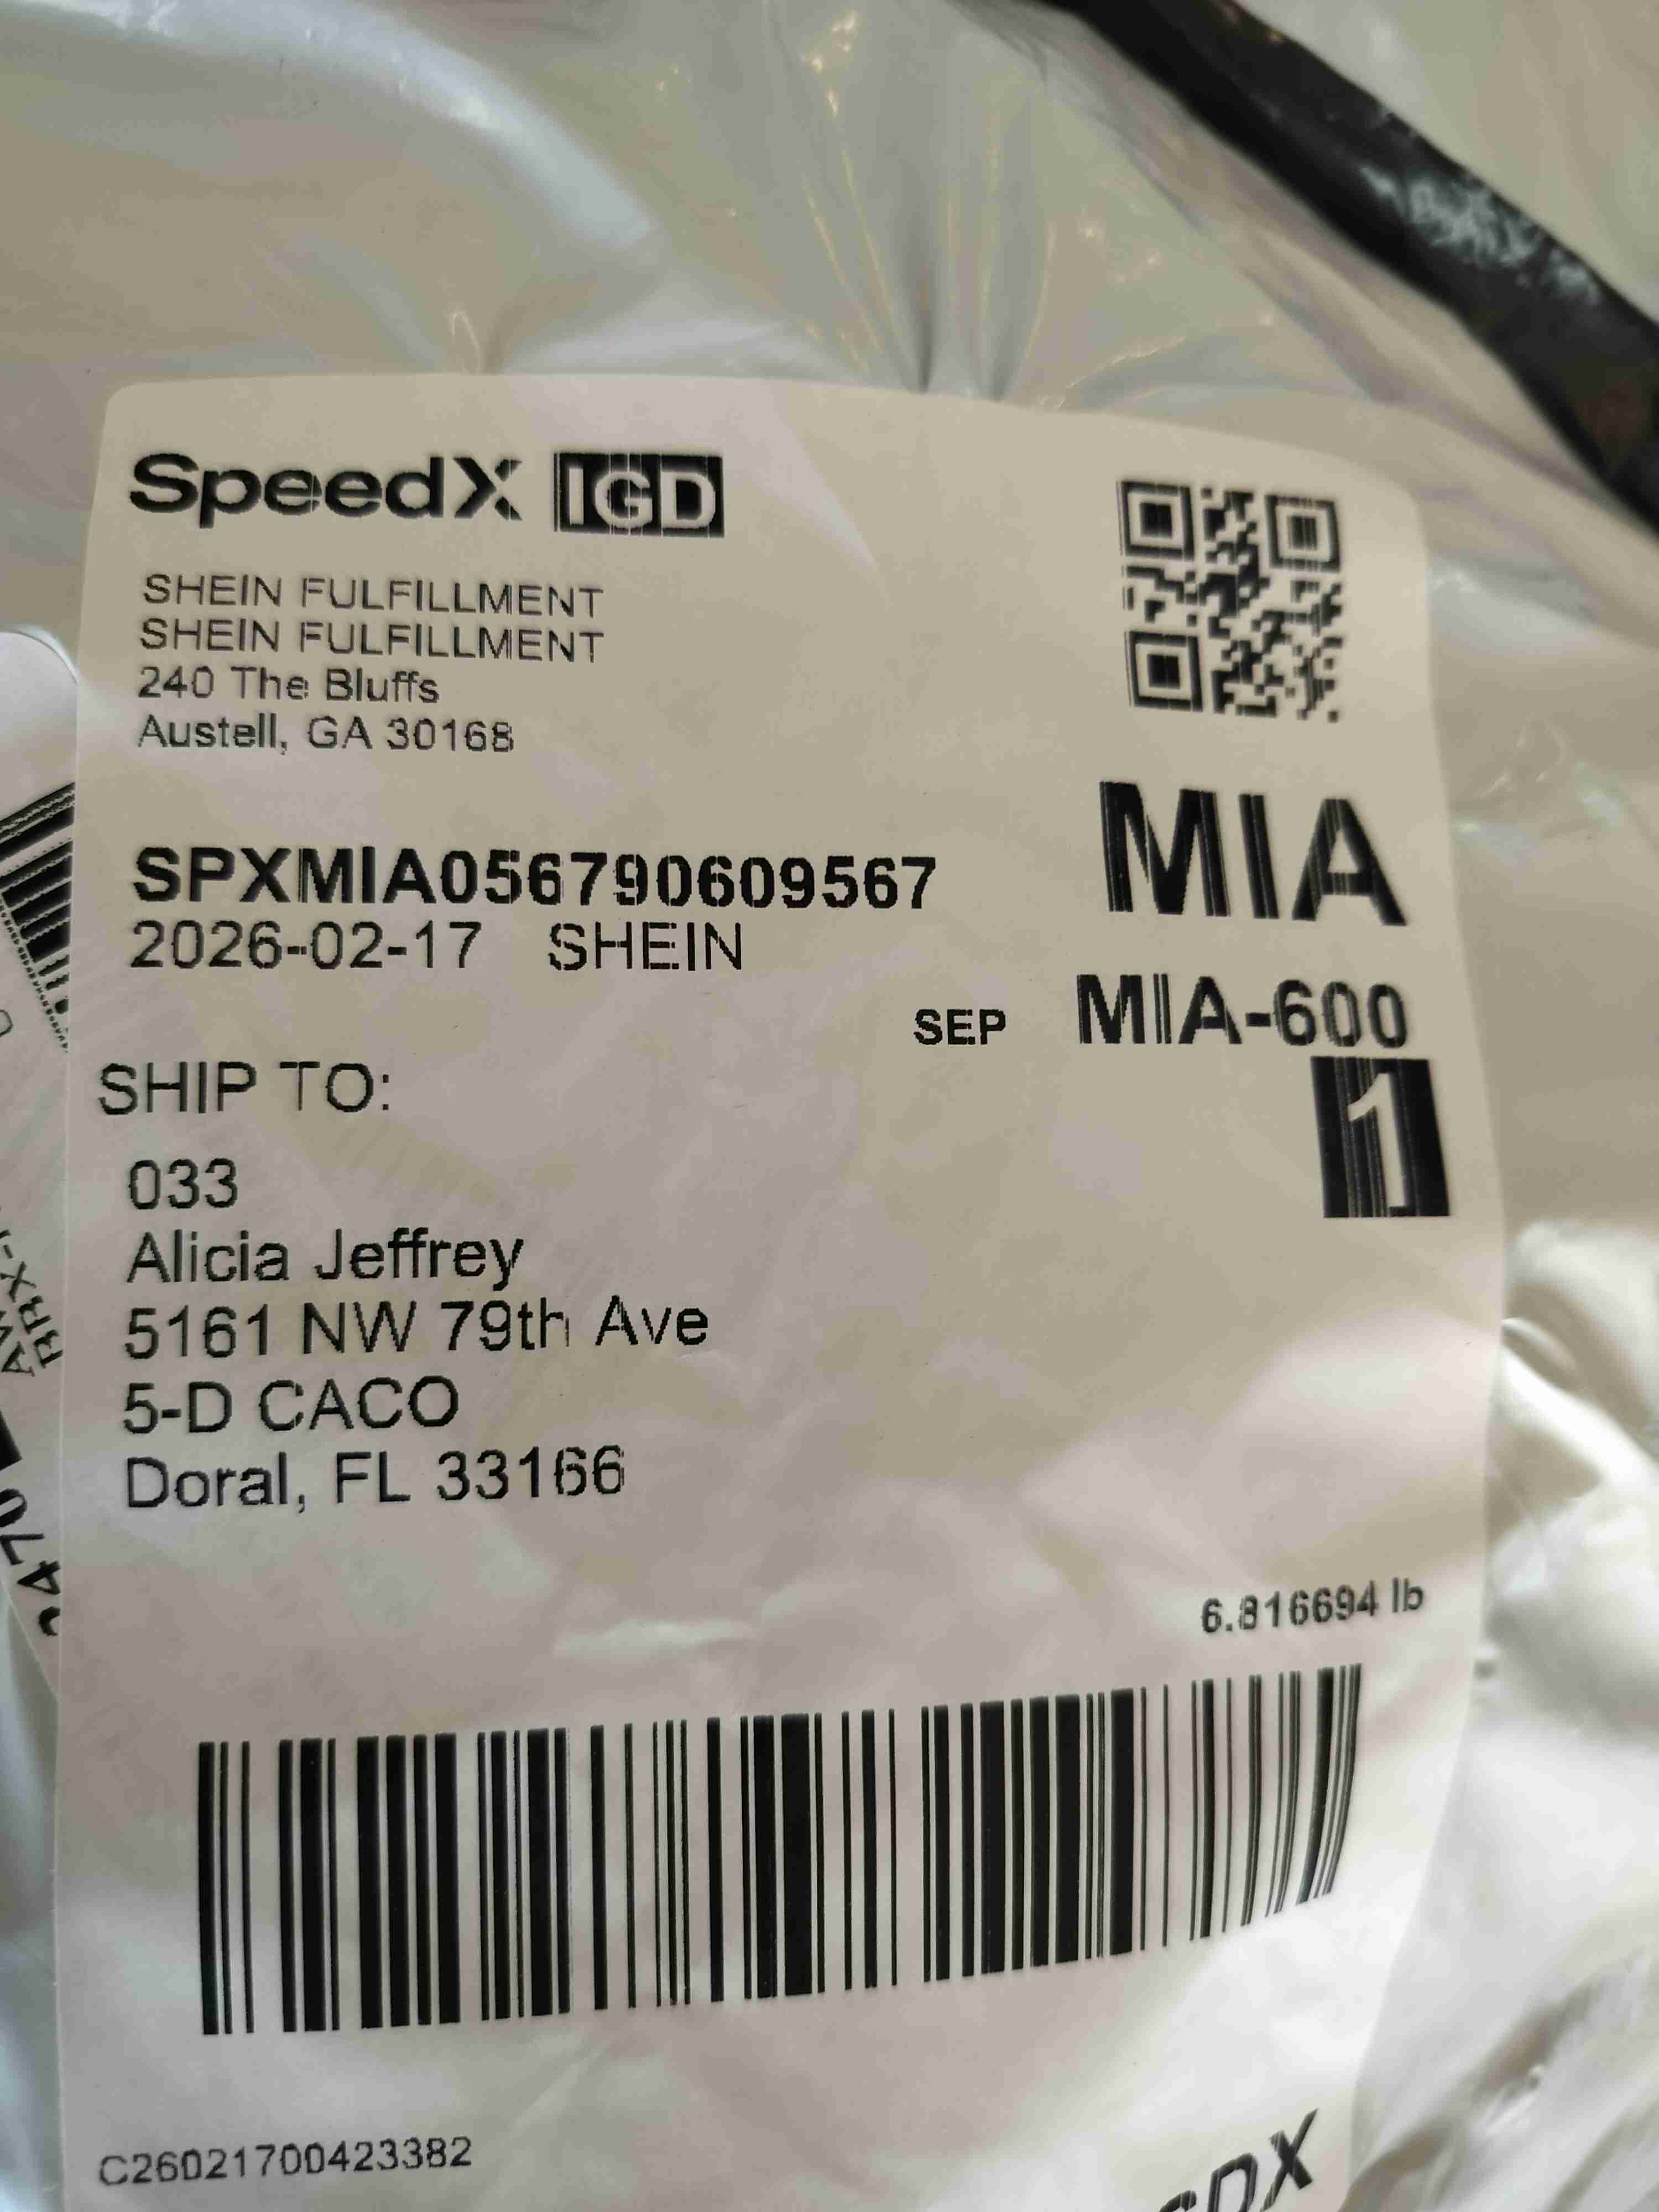 SpeedX IGD
SHEIN FULFILLMENT
SHEIN FULFILLMENT
240 The Bluffs
Austell, GA 30168
MIA
SPXMIA056790609567
2026-02-17 SHEIN
SEP MIA-600
1
SHIP TO:
033
Alicia Jeffrey
5161 NW 79th Ave
5-D CACO
Doral, FL 33166
6.816694 lb
C26021700423382